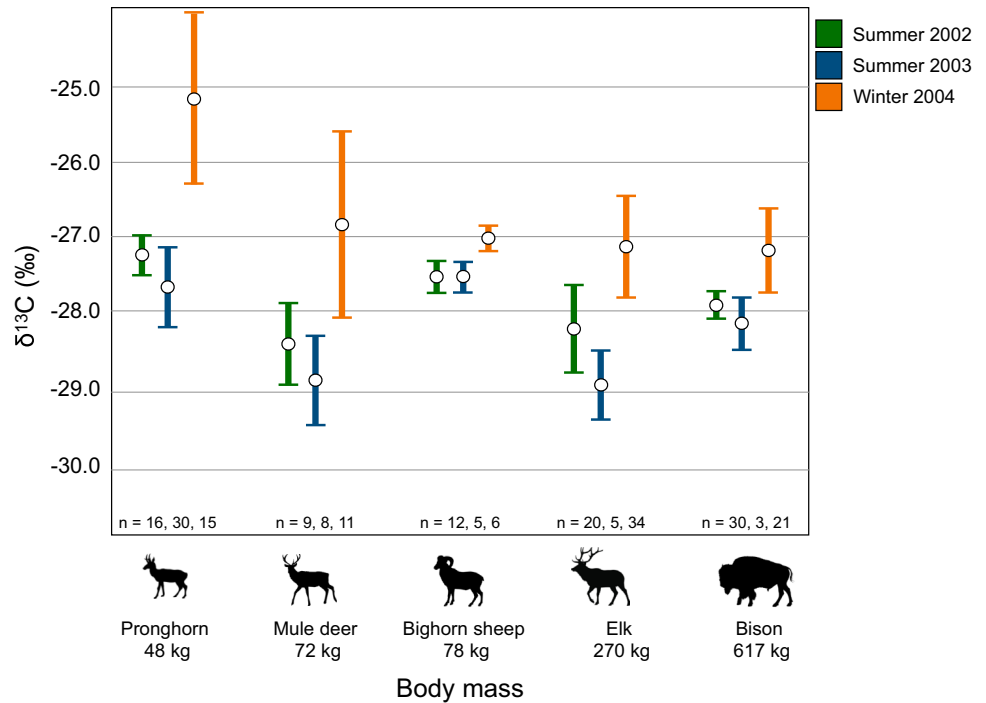 Summer 2002
Summer 2003
Winter 2004
δ¹³C (‰)
-25.0
-26.0
-27.0
-28.0
-29.0
-30.0
n = 16, 30, 15
n = 9, 8, 11
n = 12, 5, 6
n = 20, 5, 34
n = 30, 3, 21
Pronghorn
48 kg
Mule deer
72 kg
Bighorn sheep
78 kg
Elk
270 kg
Bison
617 kg
Body mass